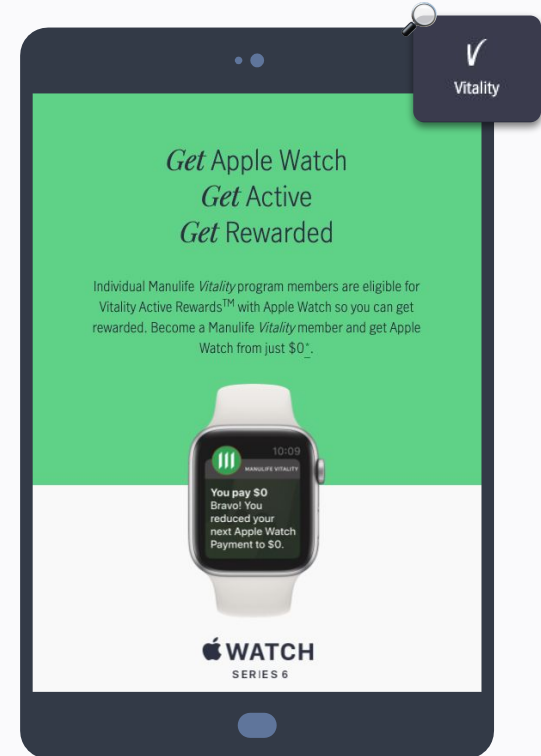 Vitality
Get Apple Watch
Get Active
Get Rewarded
Individual Manulife Vitality program members are eligible for
Vitality Active Rewards™ with Apple Watch so you can get
rewarded. Become a Manulife Vitality member and get Apple
Watch from just $0*.
10:09
MANULIFE VITALITY
You pay $0
Bravo! You
reduced your
next Apple Watch
Payment to $0.
WATCH
SERIES 6